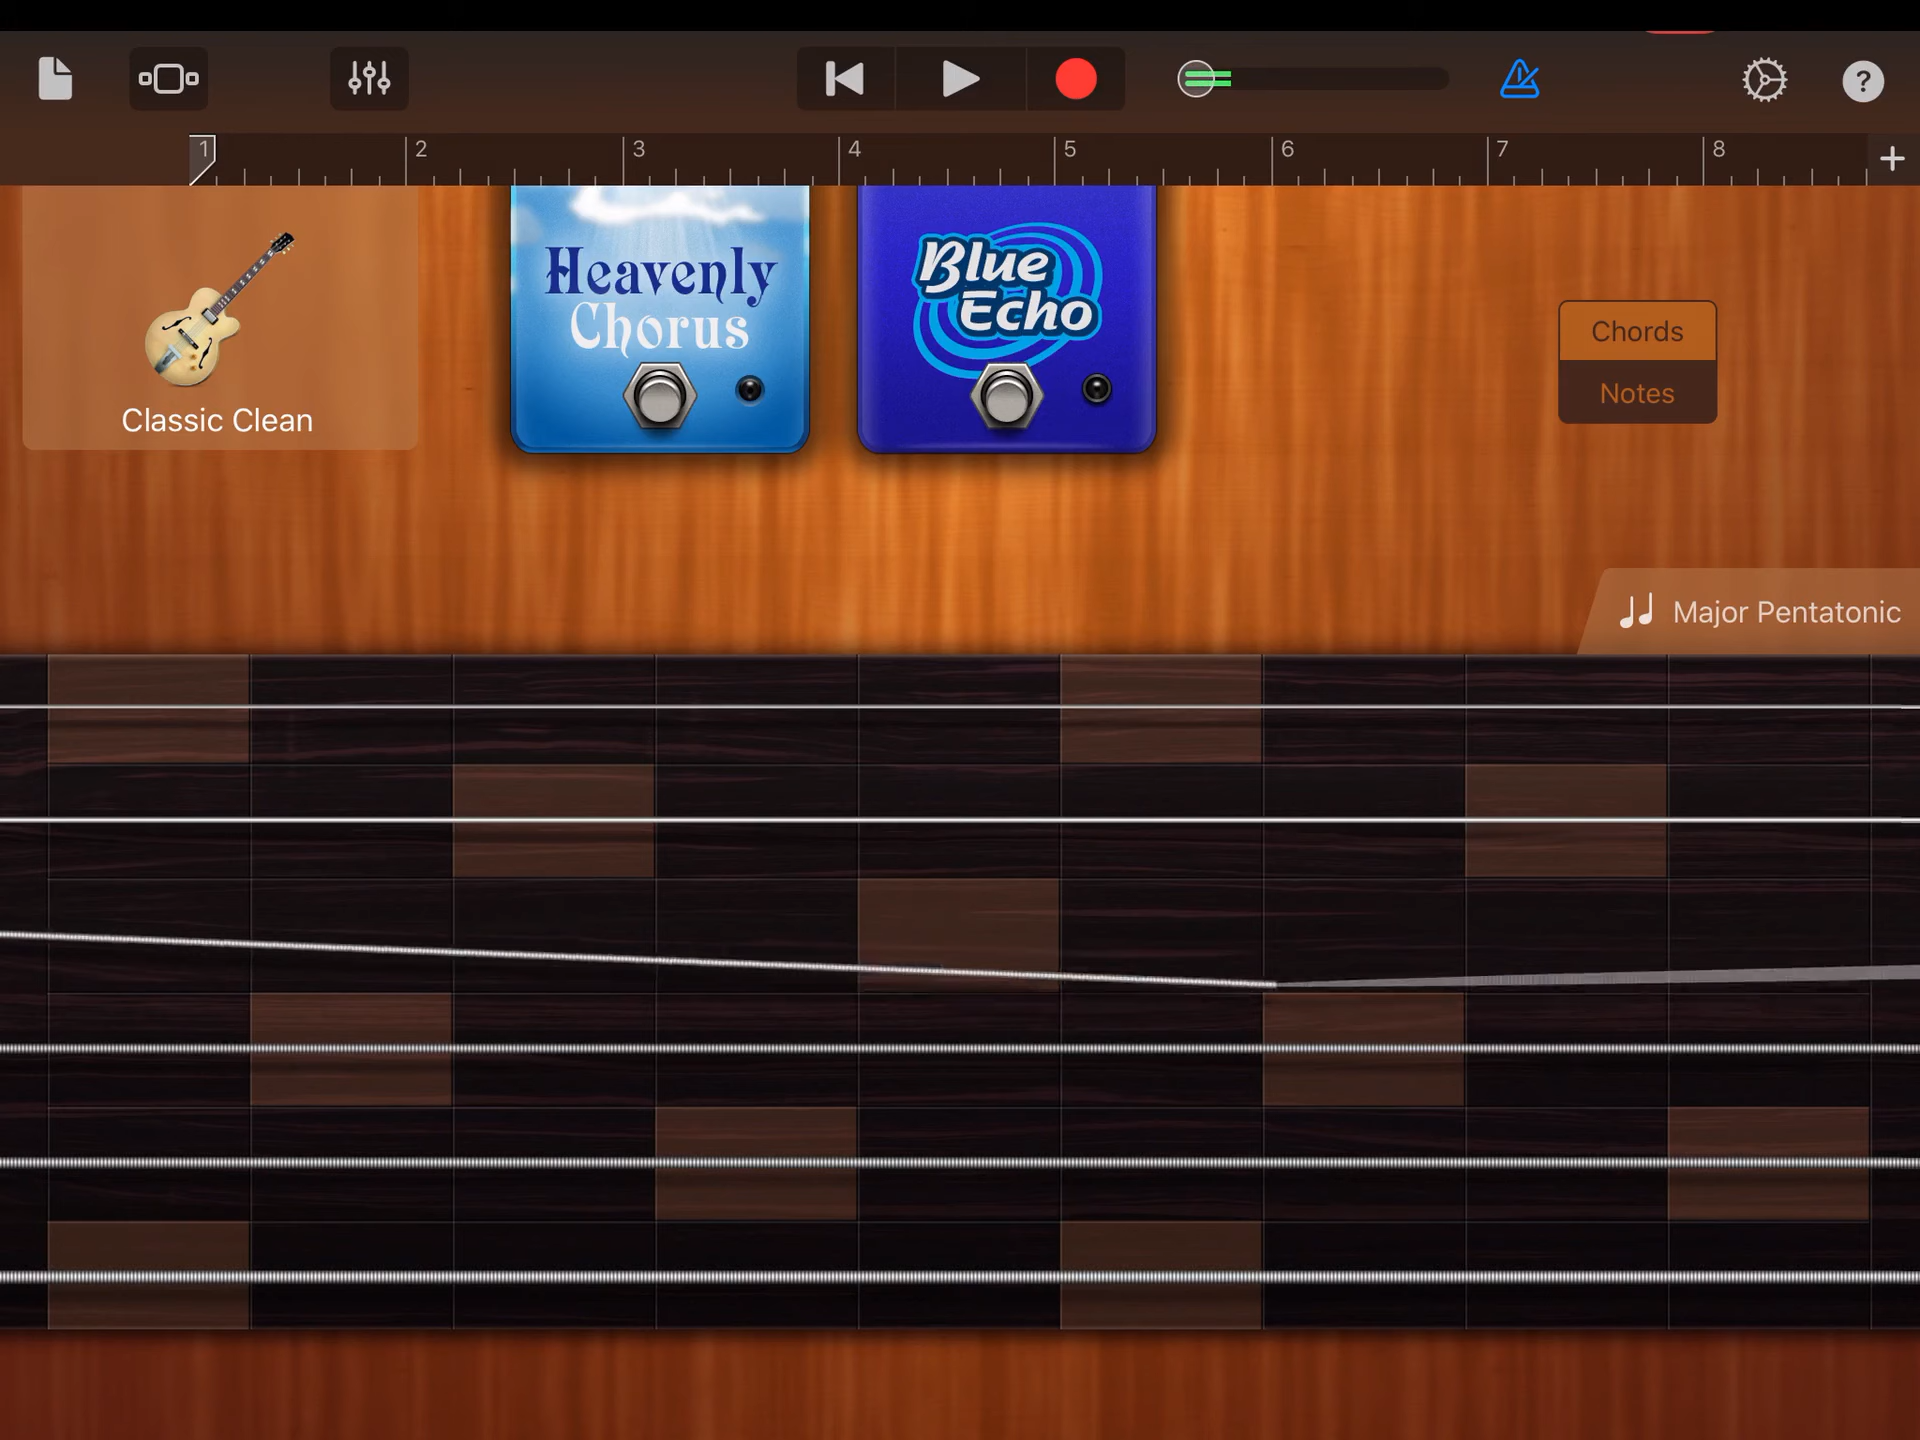 ?
1 2 3 4 5 6 7 8 +
Heavenly
Chorus
Blue
Echo
Chords
Notes
Classic Clean
Major Pentatonic